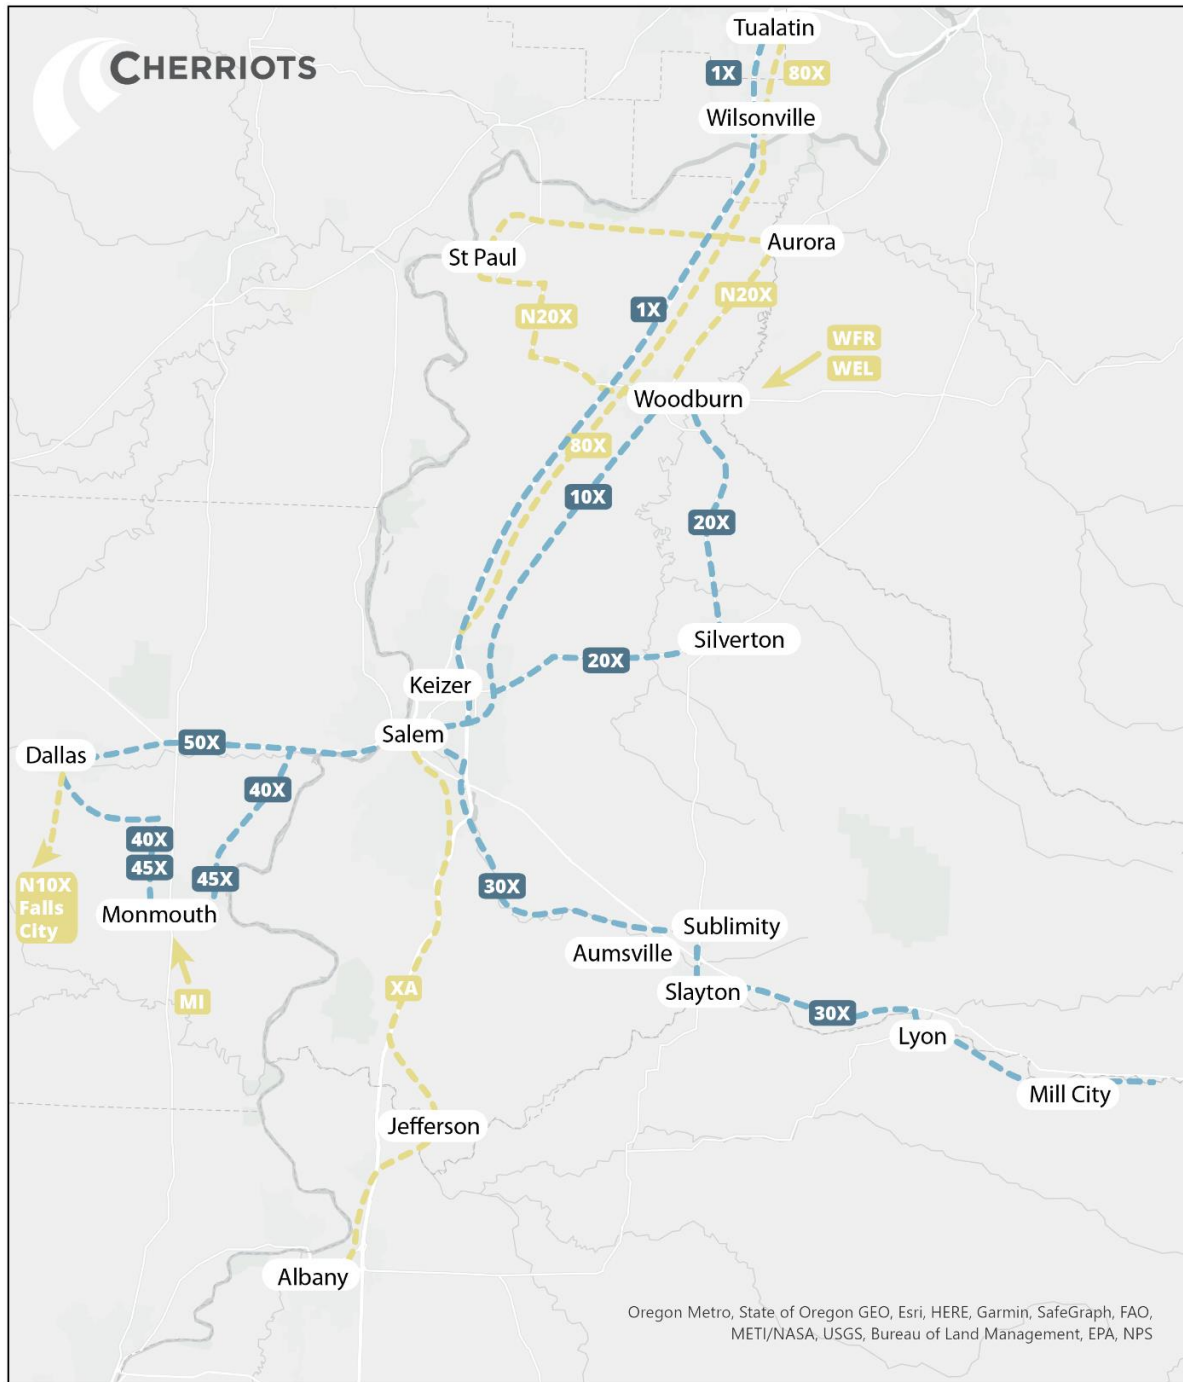 Tualatin
CHERRIOTS
1X
80X
Wilsonville
Aurora
St Paul
N20X
1X
N20X
WFR
WEL
Woodburn
80X
10X
20X
Silverton
20X
Keizer
Salem
50X
Dallas
40X
40X
45X
45X
N10X
Falls
City
30X
Monmouth
Sublimity
Aumsville
XA
MI
Slayton
30X
Lyon
Mill City
Jefferson
Albany
Oregon Metro, State of Oregon GEO, Esri, HERE, Garmin, SafeGraph, FAO,
METI/NASA, USGS, Bureau of Land Management, EPA, NPS